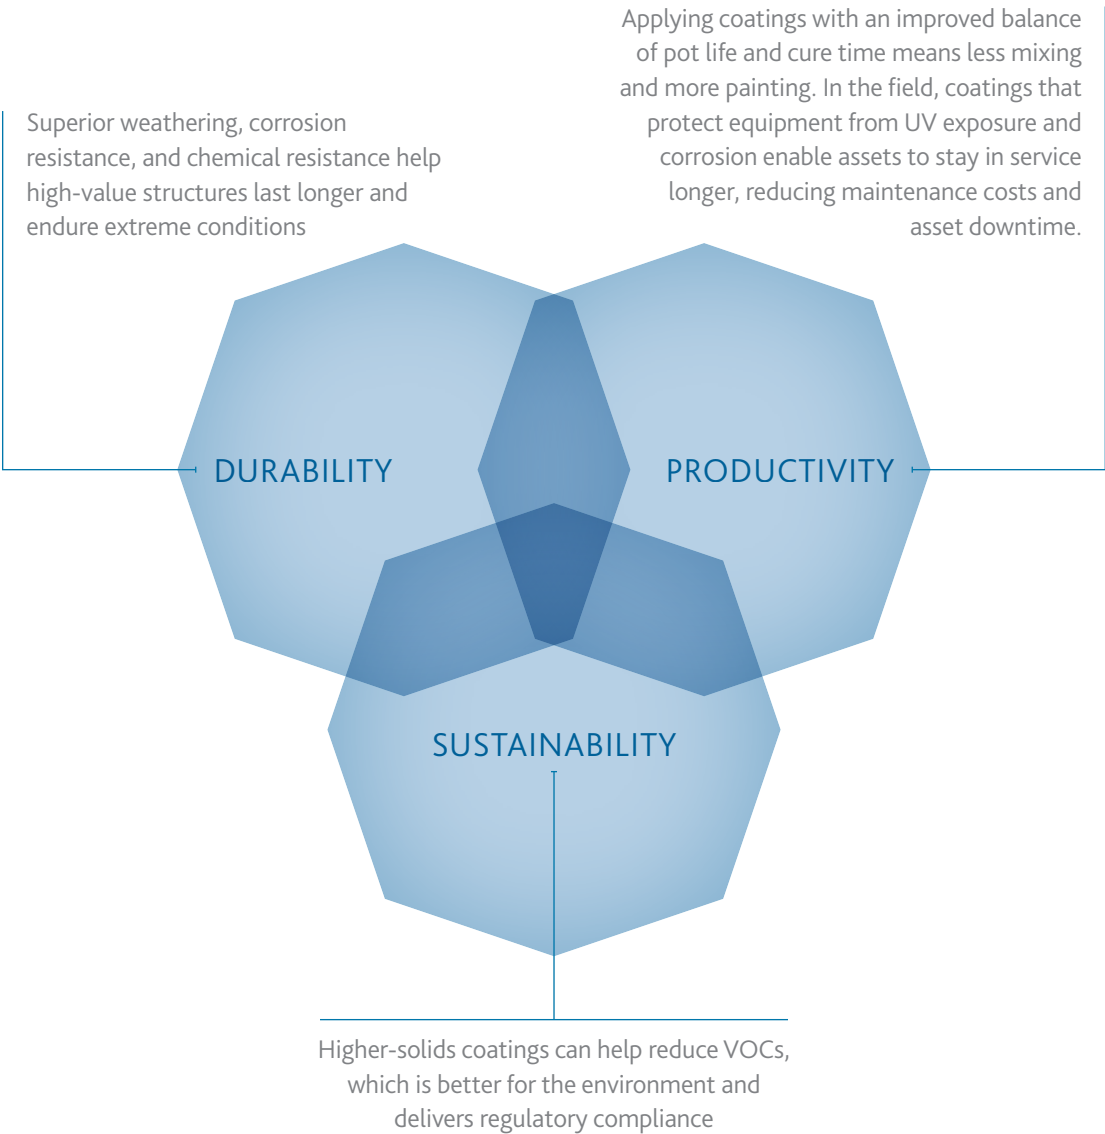 Applying coatings with an improved balance
of pot life and cure time means less mixing
and more painting. In the field, coatings that
protect equipment from UV exposure and
corrosion enable assets to stay in service
longer, reducing maintenance costs and
asset downtime.
Superior weathering, corrosion
resistance, and chemical resistance help
high-value structures last longer and
endure extreme conditions
DURABILITY
PRODUCTIVITY
SUSTAINABILITY
Higher-solids coatings can help reduce VOCs,
which is better for the environment and
delivers regulatory compliance